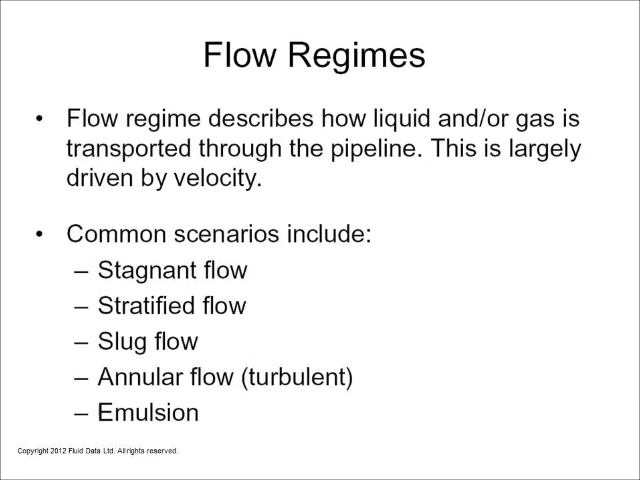 Flow Regimes
• Flow regime describes how liquid and/or gas is
transported through the pipeline. This is largely
driven by velocity.
• Common scenarios include:
– Stagnant flow
– Stratified flow
– Slug flow
– Annular flow (turbulent)
– Emulsion
Copyright 2012 Fluid Data Ltd. All rights reserved.